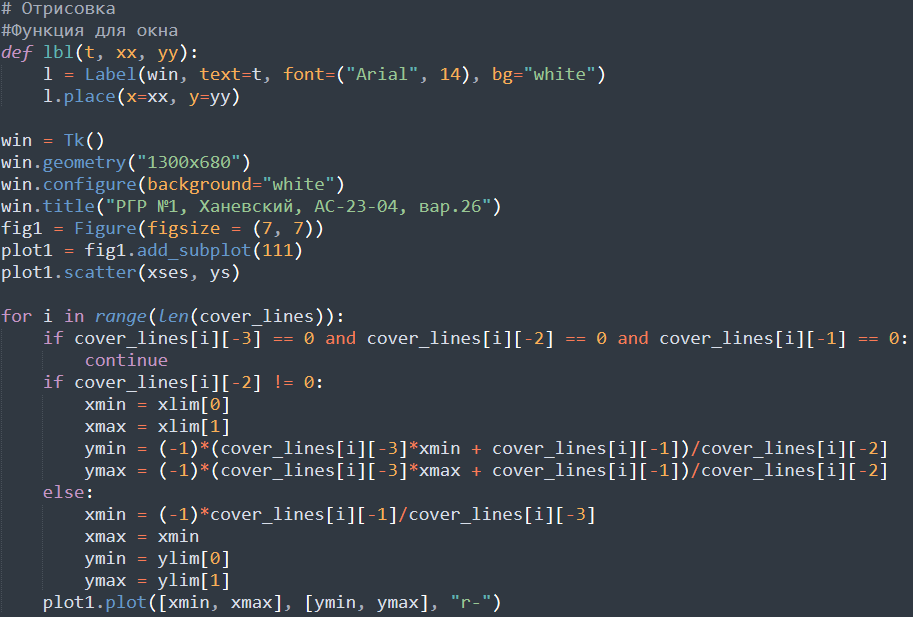 # Отрисовка
#Функция для окна
def lbl(t, xx, yy):
    l = Label(win, text=t, font=("Arial", 14), bg="white")
    l.place(x=xx, y=yy)

win = Tk()
win.geometry("1300x680")
win.configure(background="white")
win.title("РГР №1, Ханевский, АС-23-04, вар.26")
fig1 = Figure(figsize = (7, 7))
plot1 = fig1.add_subplot(111)
plot1.scatter(xses, ys)

for i in range(len(cover_lines)):
    if cover_lines[i][-3] == 0 and cover_lines[i][-2] == 0 and cover_lines[i][-1] == 0:
        continue
    if cover_lines[i][-2] != 0:
        xmin = xlim[0]
        xmax = xlim[1]
        ymin = (-1)*(cover_lines[i][-3]*xmin + cover_lines[i][-1])/cover_lines[i][-2]
        ymax = (-1)*(cover_lines[i][-3]*xmax + cover_lines[i][-1])/cover_lines[i][-2]
    else:
        xmin = (-1)*cover_lines[i][-1]/cover_lines[i][-3]
        xmax = xmin
        ymin = ylim[0]
        ymax = ylim[1]
    plot1.plot([xmin, xmax], [ymin, ymax], "r-")